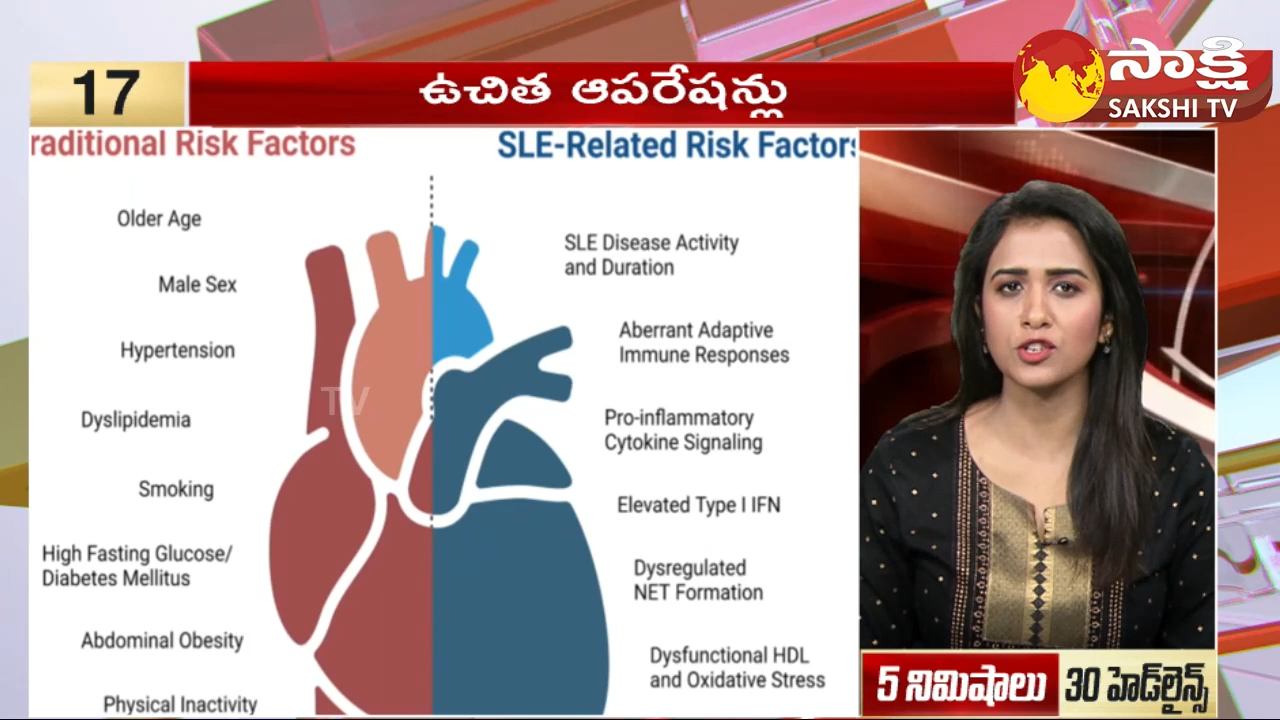 17
ఉచిత ఆపరేషన్లు
సాక్షి
SAKSHI TV
raditional Risk Factors
SLE-Related Risk Factors
Older Age
Male Sex
Hypertension
Dyslipidemia
Smoking
High Fasting Glucose/
Diabetes Mellitus
Abdominal Obesity
Physical Inactivity
SLE Disease Activity
and Duration
Aberrant Adaptive
Immune Responses
Pro-inflammatory
Cytokine Signaling
Elevated Type I IFN
Dysregulated
NET Formation
Dysfunctional HDL
and Oxidative Stress
TV
5 నిమిషాలు
30 హెడ్‌లైన్స్